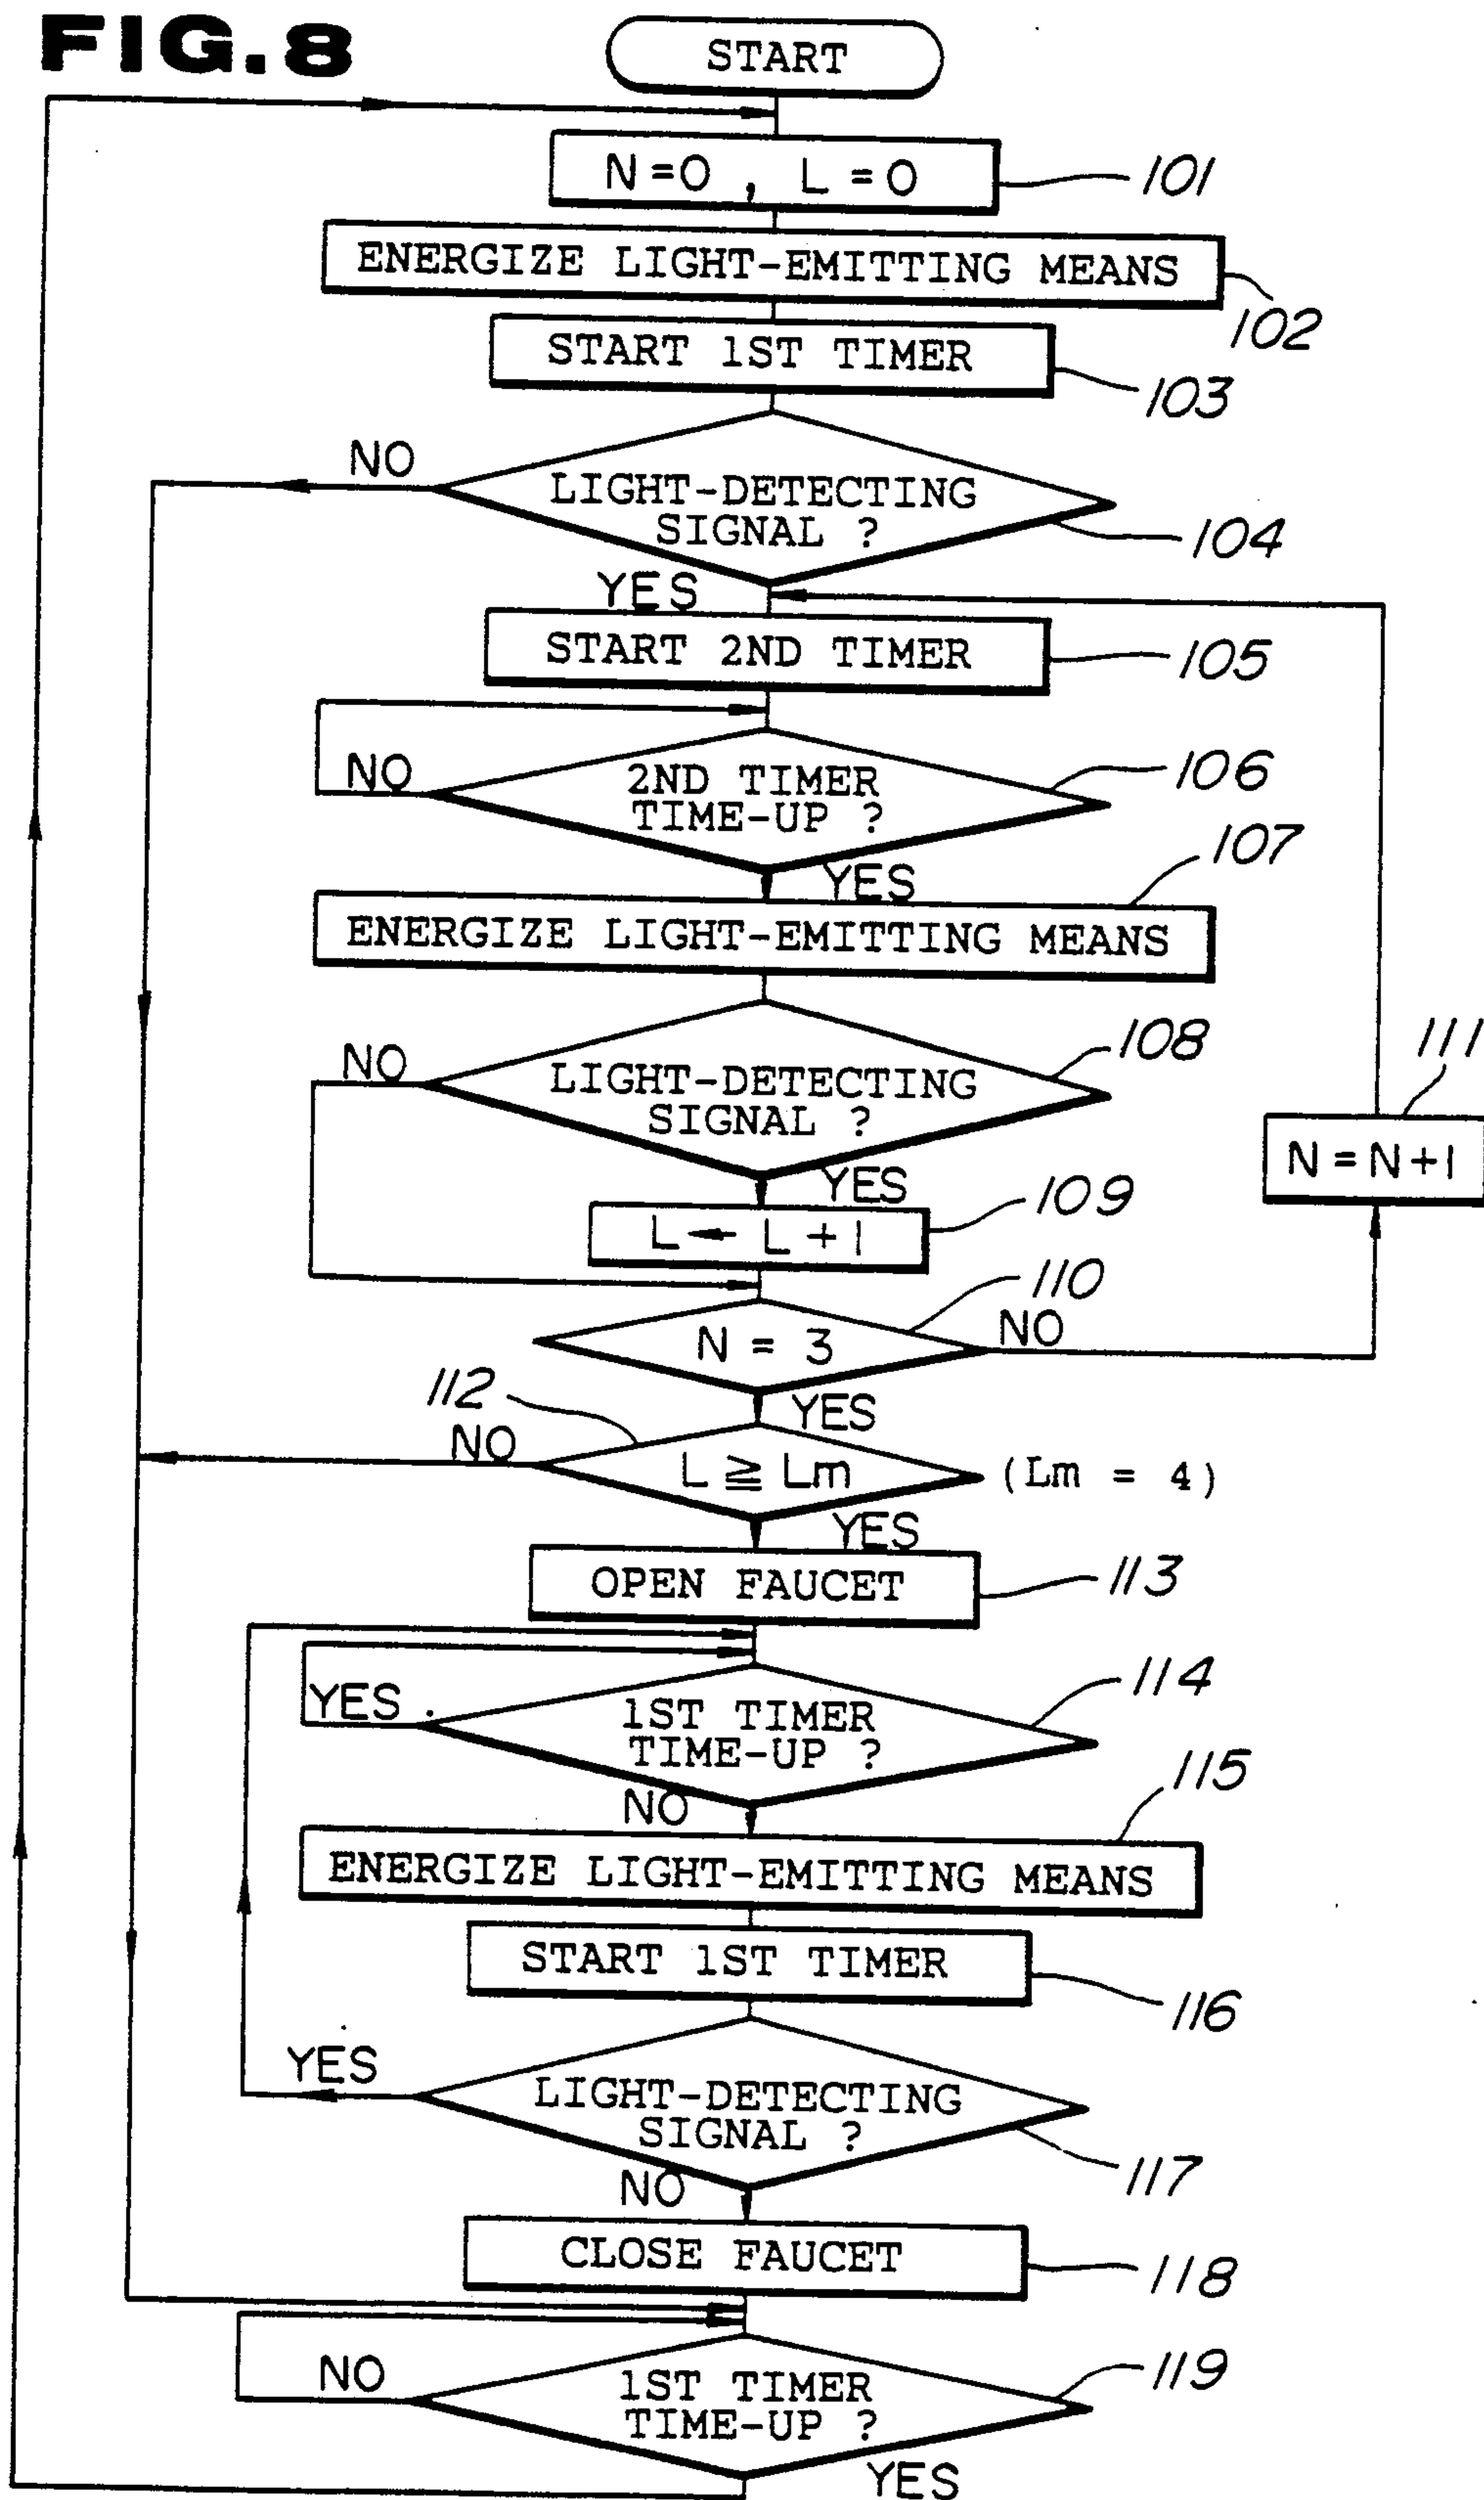 FIG.8
START
N=0, L=0
101
ENERGIZE LIGHT-EMITTING MEANS
102
START 1ST TIMER
103
NO
LIGHT-DETECTING
SIGNAL ?
104
YES
START 2ND TIMER
105
NO
2ND TIMER
TIME-UP ?
106
YES
107
ENERGIZE LIGHT-EMITTING MEANS
NO
LIGHT-DETECTING
SIGNAL ?
108
111
YES
N=N+1
L← L+1
109
N = 3
110
NO
YES
112
NO
L ≧ Lm
(Lm = 4)
YES
OPEN FAUCET
113
YES
1ST TIMER
TIME-UP ?
114
NO
115
ENERGIZE LIGHT-EMITTING MEANS
START 1ST TIMER
116
YES
LIGHT-DETECTING
SIGNAL ?
117
NO
CLOSE FAUCET
118
NO
1ST TIMER
TIME-UP ?
119
YES